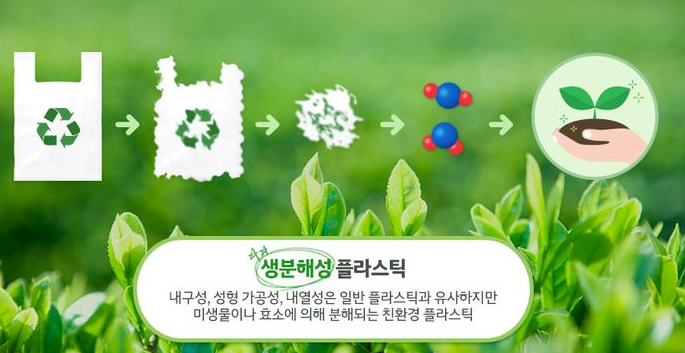 생분해성 플라스틱
내구성, 성형 가공성, 내열성은 일반 플라스틱과 유사하지만
미생물이나 효소에 의해 분해되는 친환경 플라스틱